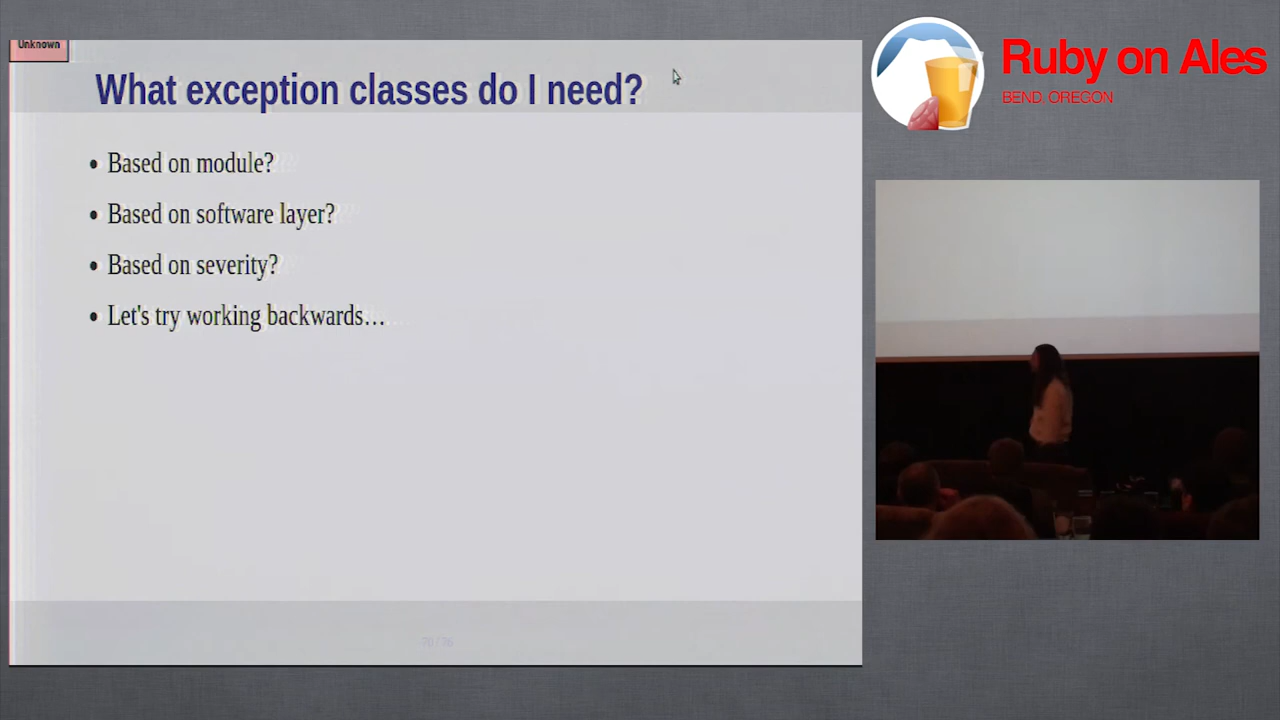 Unknown
What exception classes do I need?
• Based on module?
• Based on software layer?
• Based on severity?
• Let's try working backwards…
Ruby on Ales
BEND, OREGON